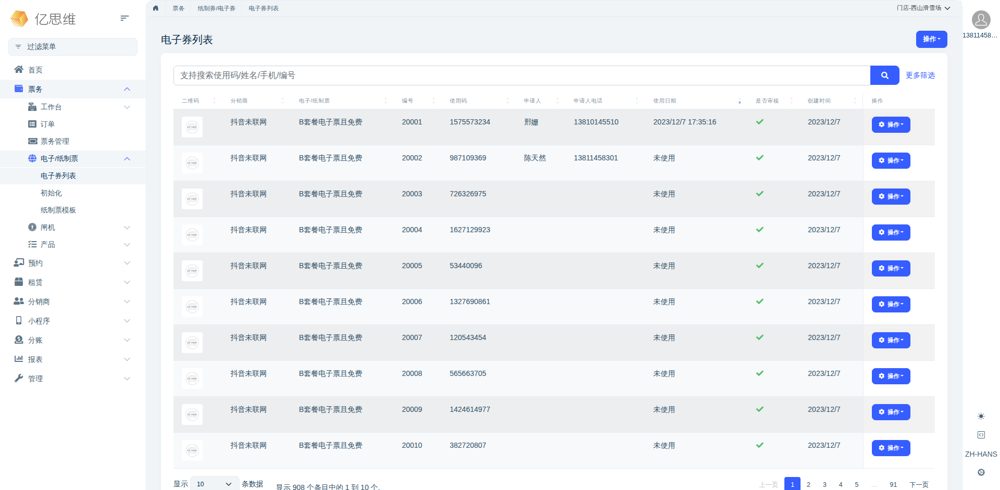 亿思维
过滤菜单
首页
票务
工作台
订单
票务管理
电子/纸制票
电子券列表
初始化
纸制票模板
闸机
产品
预约
租赁
分销商
小程序
分账
报表
管理
票务 纸制券/电子券 电子券列表
门店-西山滑雪场
13811458...
电子券列表
操作
支持搜索使用码/姓名/手机/编号
更多筛选
二维码 分销商 电子/纸制票 编号 使用码 申请人 申请人电话 使用日期 是否审核 创建时间 操作
抖音未联网 B套餐电子票且免费 20001 1575573234 邢姗 13810145510 2023/12/7 17:35:16 2023/12/7 操作
抖音未联网 B套餐电子票且免费 20002 987109369 陈天然 13811458301 未使用 2023/12/7 操作
抖音未联网 B套餐电子票且免费 20003 726326975 未使用 2023/12/7 操作
抖音未联网 B套餐电子票且免费 20004 1627129923 未使用 2023/12/7 操作
抖音未联网 B套餐电子票且免费 20005 53440096 未使用 2023/12/7 操作
抖音未联网 B套餐电子票且免费 20006 1327690861 未使用 2023/12/7 操作
抖音未联网 B套餐电子票且免费 20007 120543454 未使用 2023/12/7 操作
抖音未联网 B套餐电子票且免费 20008 565663705 未使用 2023/12/7 操作
抖音未联网 B套餐电子票且免费 20009 1424614977 未使用 2023/12/7 操作
抖音未联网 B套餐电子票且免费 20010 382720807 未使用 2023/12/7 操作
显示 10 条数据 显示 908 个条目中的 1 到 10 个.
上一页 1 2 3 4 5 ... 91 下一页
ZH-HANS